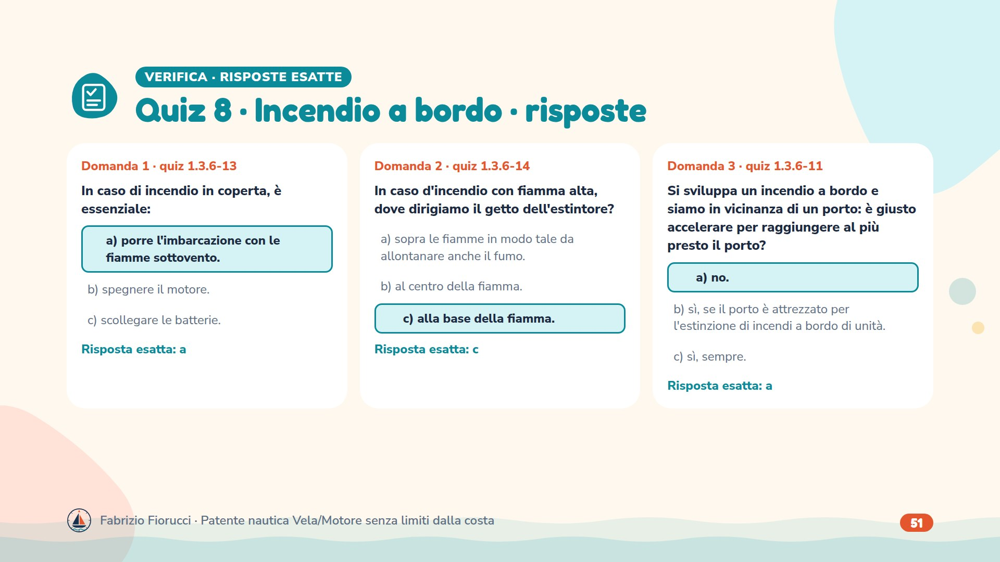 VERIFICA · RISPOSTE ESATTE
Quiz 8 · Incendio a bordo · risposte
Domanda 1 · quiz 1.3.6-13
In caso di incendio in coperta, è
essenziale:
a) porre l'imbarcazione con le
fiamme sottovento.
b) spegnere il motore.
c) scollegare le batterie.
Risposta esatta: a
Domanda 2 · quiz 1.3.6-14
In caso d'incendio con fiamma alta,
dove dirigiamo il getto dell'estintore?
a) sopra le fiamme in modo tale da
allontanare anche il fumo.
b) al centro della fiamma.
c) alla base della fiamma.
Risposta esatta: c
Domanda 3 · quiz 1.3.6-11
Si sviluppa un incendio a bordo e
siamo in vicinanza di un porto: è giusto
accelerare per raggiungere al più
presto il porto?
a) no.
b) sì, se il porto è attrezzato per
l'estinzione di incendi a bordo di unità.
c) sì, sempre.
Risposta esatta: a
Fabrizio Fiorucci · Patente nautica Vela/Motore senza limiti dalla costa
51